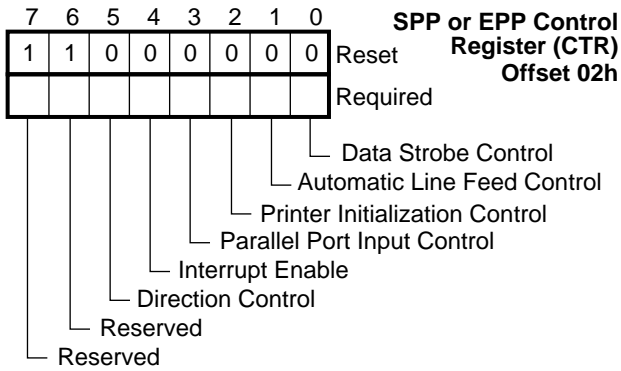 7 6 5 4 3 2 1 0
SPP or EPP Control
Register (CTR)
Offset 02h
1 1 0 0 0 0 0 0 Reset
Required
Data Strobe Control
Automatic Line Feed Control
Printer Initialization Control
Parallel Port Input Control
Interrupt Enable
Direction Control
Reserved
Reserved